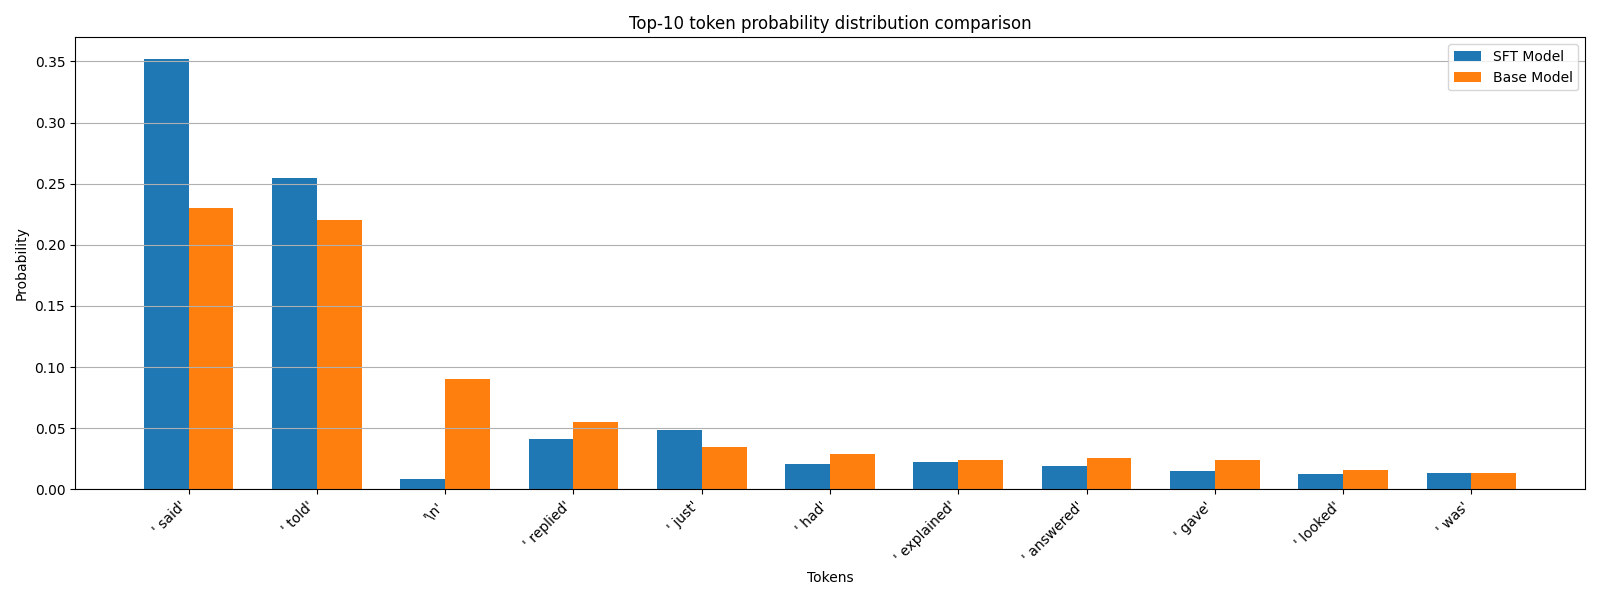 Top-10 token probability distribution comparison
SFT Model
Base Model
Probability
0.35
0.30
0.25
0.20
0.15
0.10
0.05
0.00
' said'
' told'
'\n'
' replied'
' just'
' had'
' explained'
' answered'
' gave'
' looked'
' was'
Tokens